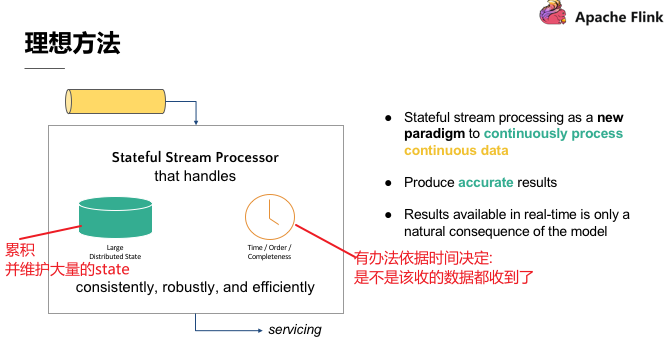 Apache Flink
理想方法
Stateful Stream Processor
that handles
Large
Distributed State
Time / Order /
Completeness
累积
并维护大量的state
有办法依据时间决定:
是不是该收的数据都收到了
consistently, robustly, and efficiently
servicing
● Stateful stream processing as a new
paradigm to continuously process
continuous data
● Produce accurate results
● Results available in real-time is only a
natural consequence of the model